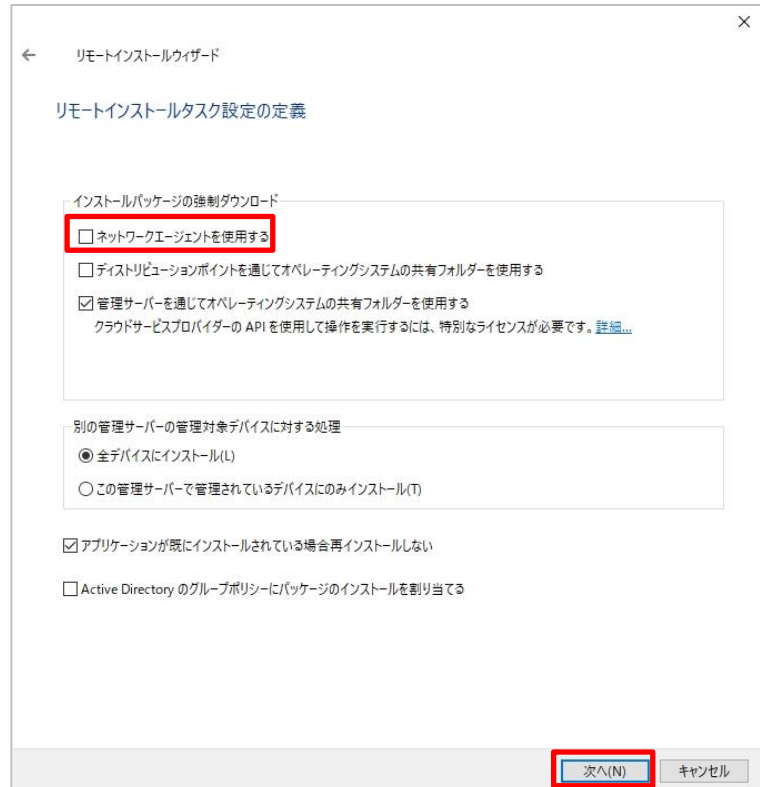 リモートインストールウィザード
リモートインストールタスク設定の定義
インストールパッケージの強制ダウンロード
ネットワークエージェントを使用する
ディストリビューションポイントを通じてオペレーティングシステムの共有フォルダーを使用する
管理サーバーを通じてオペレーティングシステムの共有フォルダーを使用する
クラウドサービスプロバイダーの API を使用して操作を実行するには、特別なライセンスが必要です。詳細...
別の管理サーバーの管理対象デバイスに対する処理
全デバイスにインストール(L)
この管理サーバーで管理されているデバイスにのみインストール(T)
アプリケーションが既にインストールされている場合再インストールしない
Active Directory のグループポリシーにパッケージのインストールを割り当てる
次へ(N) キャンセル